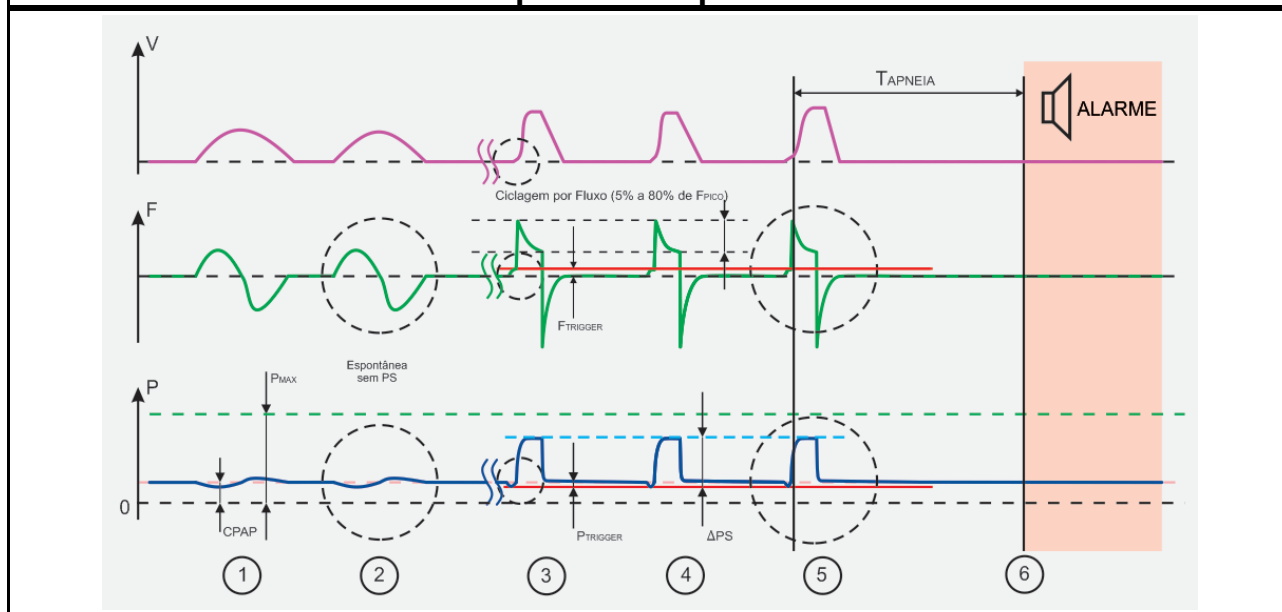 V
TAPNEIA
ALARME
Ciclagem por Fluxo (5% a 80% de FPICO)
F
FTRIGGER
Espontânea
sem PS
PMAX
P
0
CPAP
PTRIGGER
ΔPS
1
2
3
4
5
6